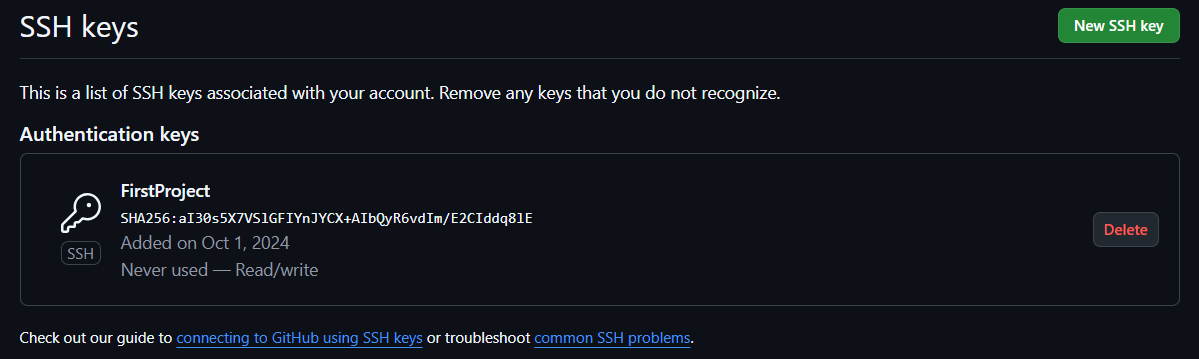 SSH keys
New SSH key
This is a list of SSH keys associated with your account. Remove any keys that you do not recognize.
Authentication keys
FirstProject
SHA256:aI30s5X7VSlGFIYnJYCX+AIbQyR6vdIm/E2CIddq8lE
Added on Oct 1, 2024
Never used — Read/write
SSH
Delete
Check out our guide to connecting to GitHub using SSH keys or troubleshoot common SSH problems.